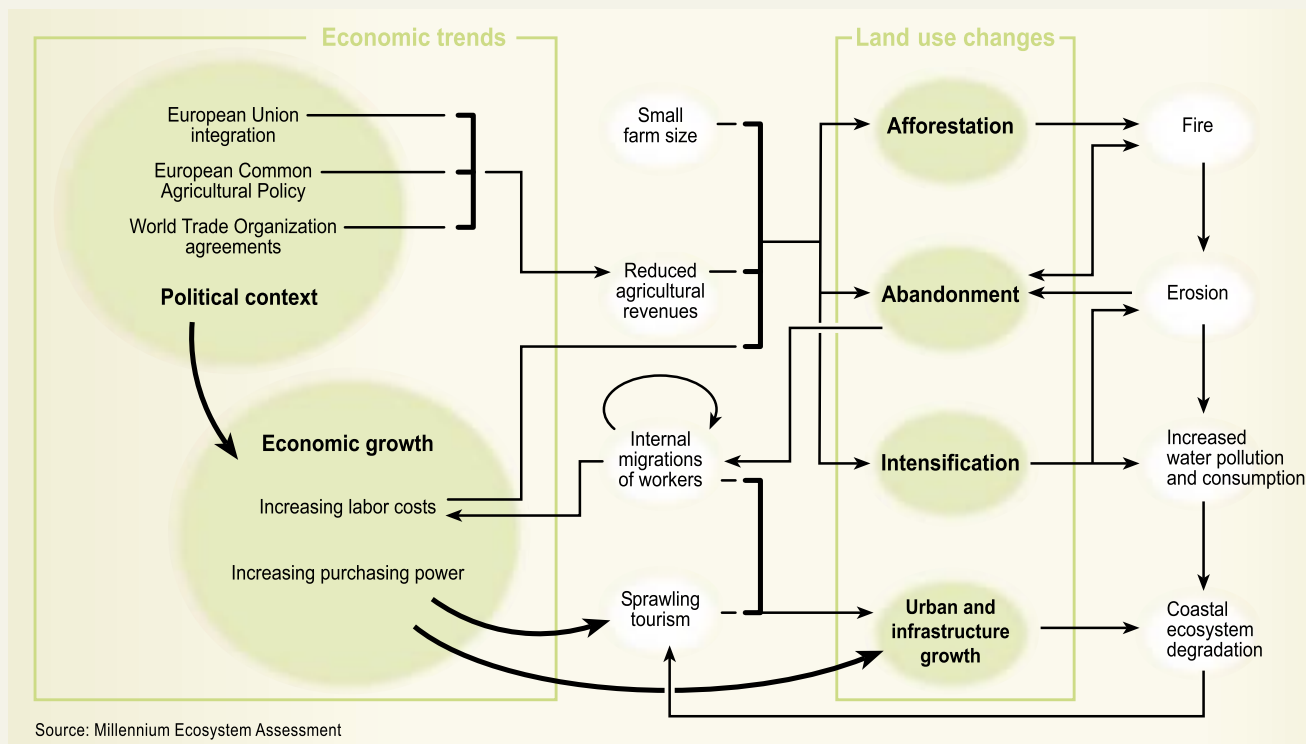 Economic trends
European Union
integration
European Common
Agricultural Policy
World Trade Organization
agreements
Political context
Economic growth
Increasing labor costs
Increasing purchasing power
Small
farm size
Reduced
agricultural
revenues
Internal
migrations
of workers
Sprawling
tourism
Land use changes
Afforestation
Abandonment
Intensification
Urban and
infrastructure
growth
Fire
Erosion
Increased
water pollution
and consumption
Coastal
ecosystem
degradation
Source: Millennium Ecosystem Assessment